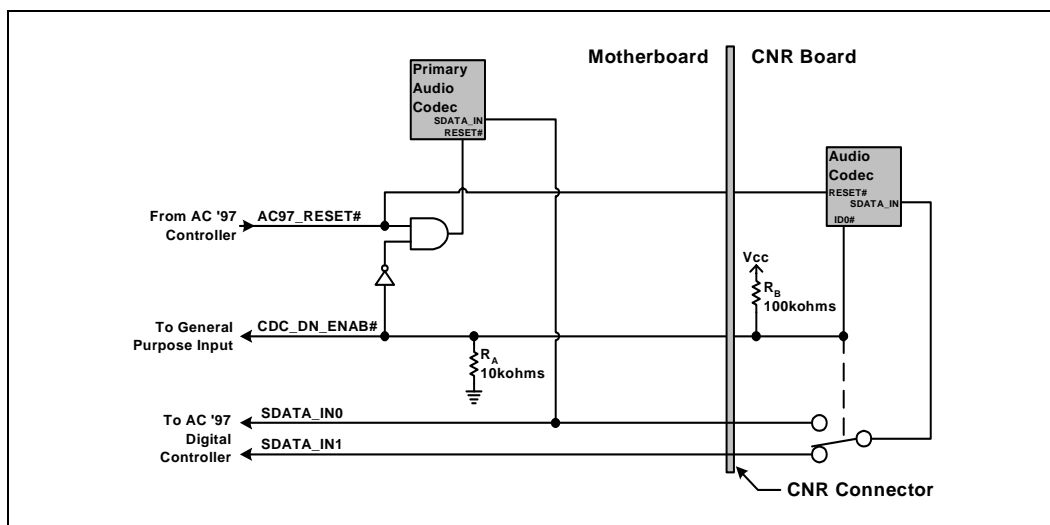 Motherboard
CNR Board
Primary
Audio
Codec
SDATA_IN
RESET#
Audio
Codec
RESET#
SDATA_IN
ID0#
From AC '97
Controller
AC97_RESET#
Vcc
RB
100kohms
To General
Purpose Input
CDC_DN_ENAB#
RA
10kohms
To AC '97
Digital
Controller
SDATA_IN0
SDATA_IN1
CNR Connector